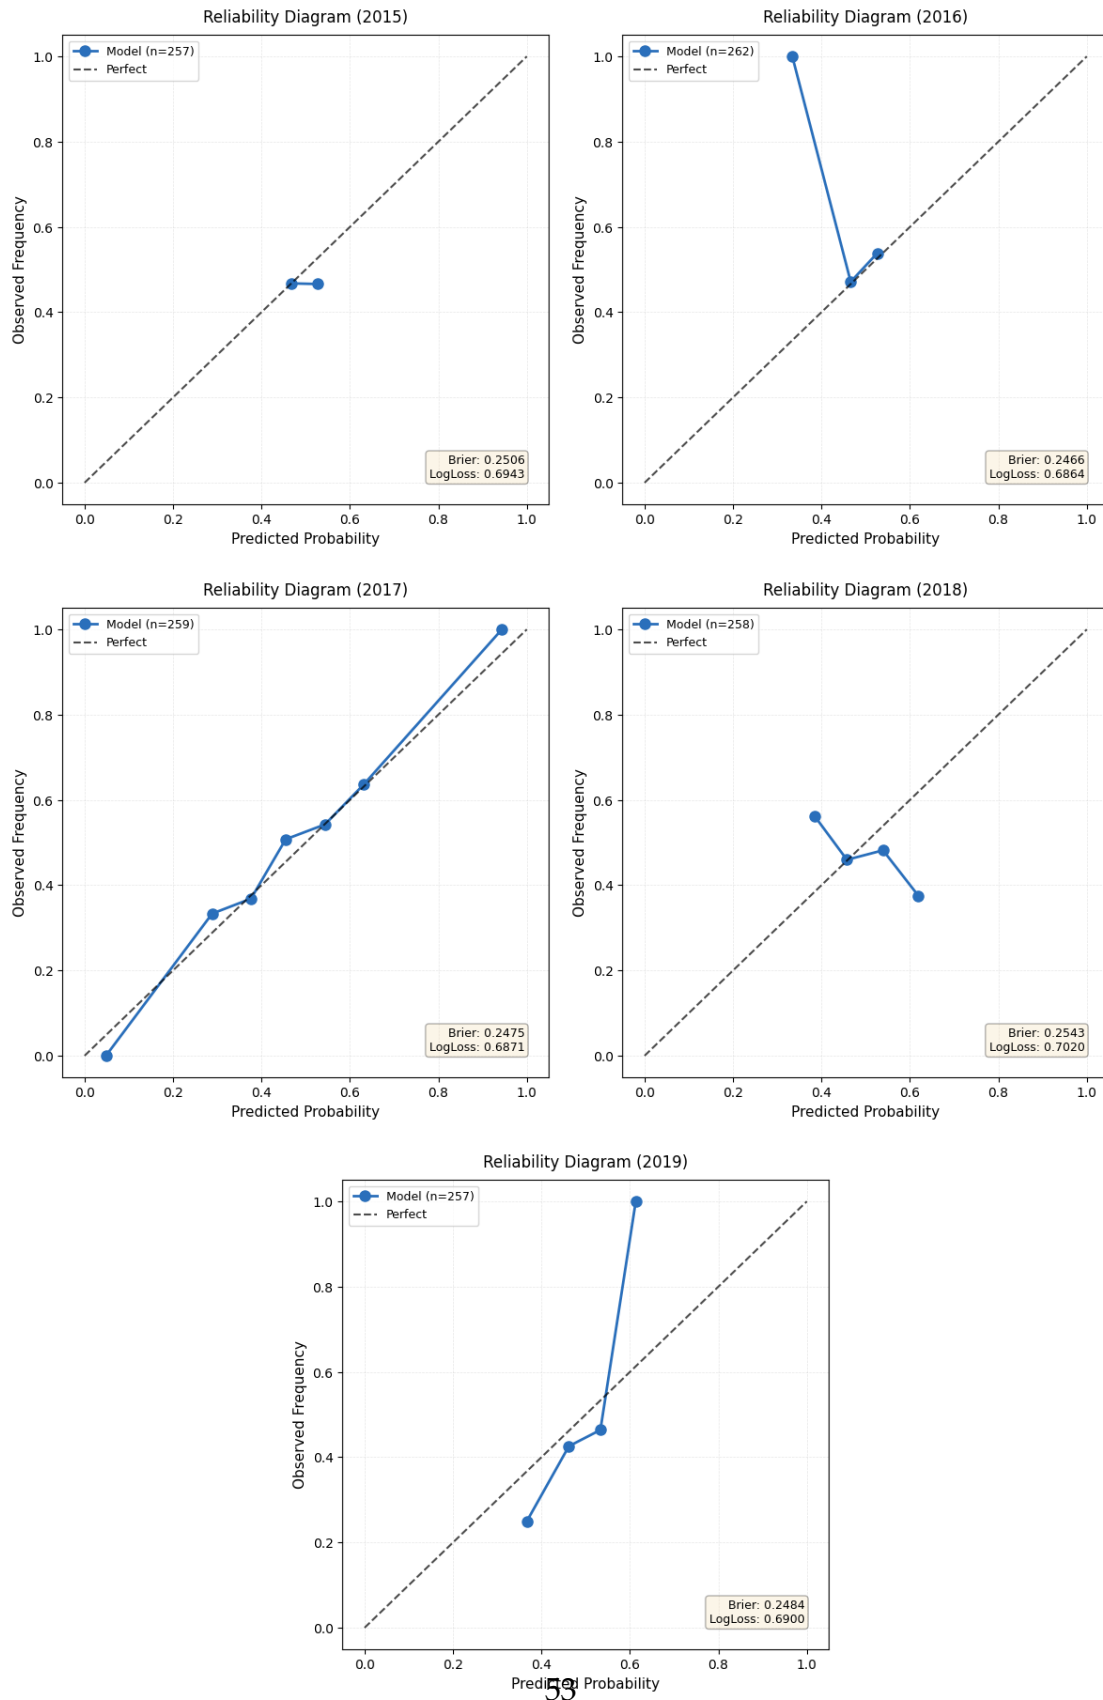 Reliability Diagram (2015)
Model (n=257)
Perfect
1.0
0.8
0.6
0.4
0.2
0.0
Observed Frequency
Brier: 0.2506
LogLoss: 0.6943
0.0 0.2 0.4 0.6 0.8 1.0
Predicted Probability
Reliability Diagram (2016)
Model (n=262)
Perfect
1.0
0.8
0.6
0.4
0.2
0.0
Observed Frequency
Brier: 0.2466
LogLoss: 0.6864
0.0 0.2 0.4 0.6 0.8 1.0
Predicted Probability
Reliability Diagram (2017)
Model (n=259)
Perfect
1.0
0.8
0.6
0.4
0.2
0.0
Observed Frequency
Brier: 0.2475
LogLoss: 0.6871
0.0 0.2 0.4 0.6 0.8 1.0
Predicted Probability
Reliability Diagram (2018)
Model (n=258)
Perfect
1.0
0.8
0.6
0.4
0.2
0.0
Observed Frequency
Brier: 0.2543
LogLoss: 0.7020
0.0 0.2 0.4 0.6 0.8 1.0
Predicted Probability
Reliability Diagram (2019)
Model (n=257)
Perfect
1.0
0.8
0.6
0.4
0.2
0.0
Observed Frequency
Brier: 0.2484
LogLoss: 0.6900
0.0 0.2 0.4 0.6 0.8 1.0
Predicted Probability
53